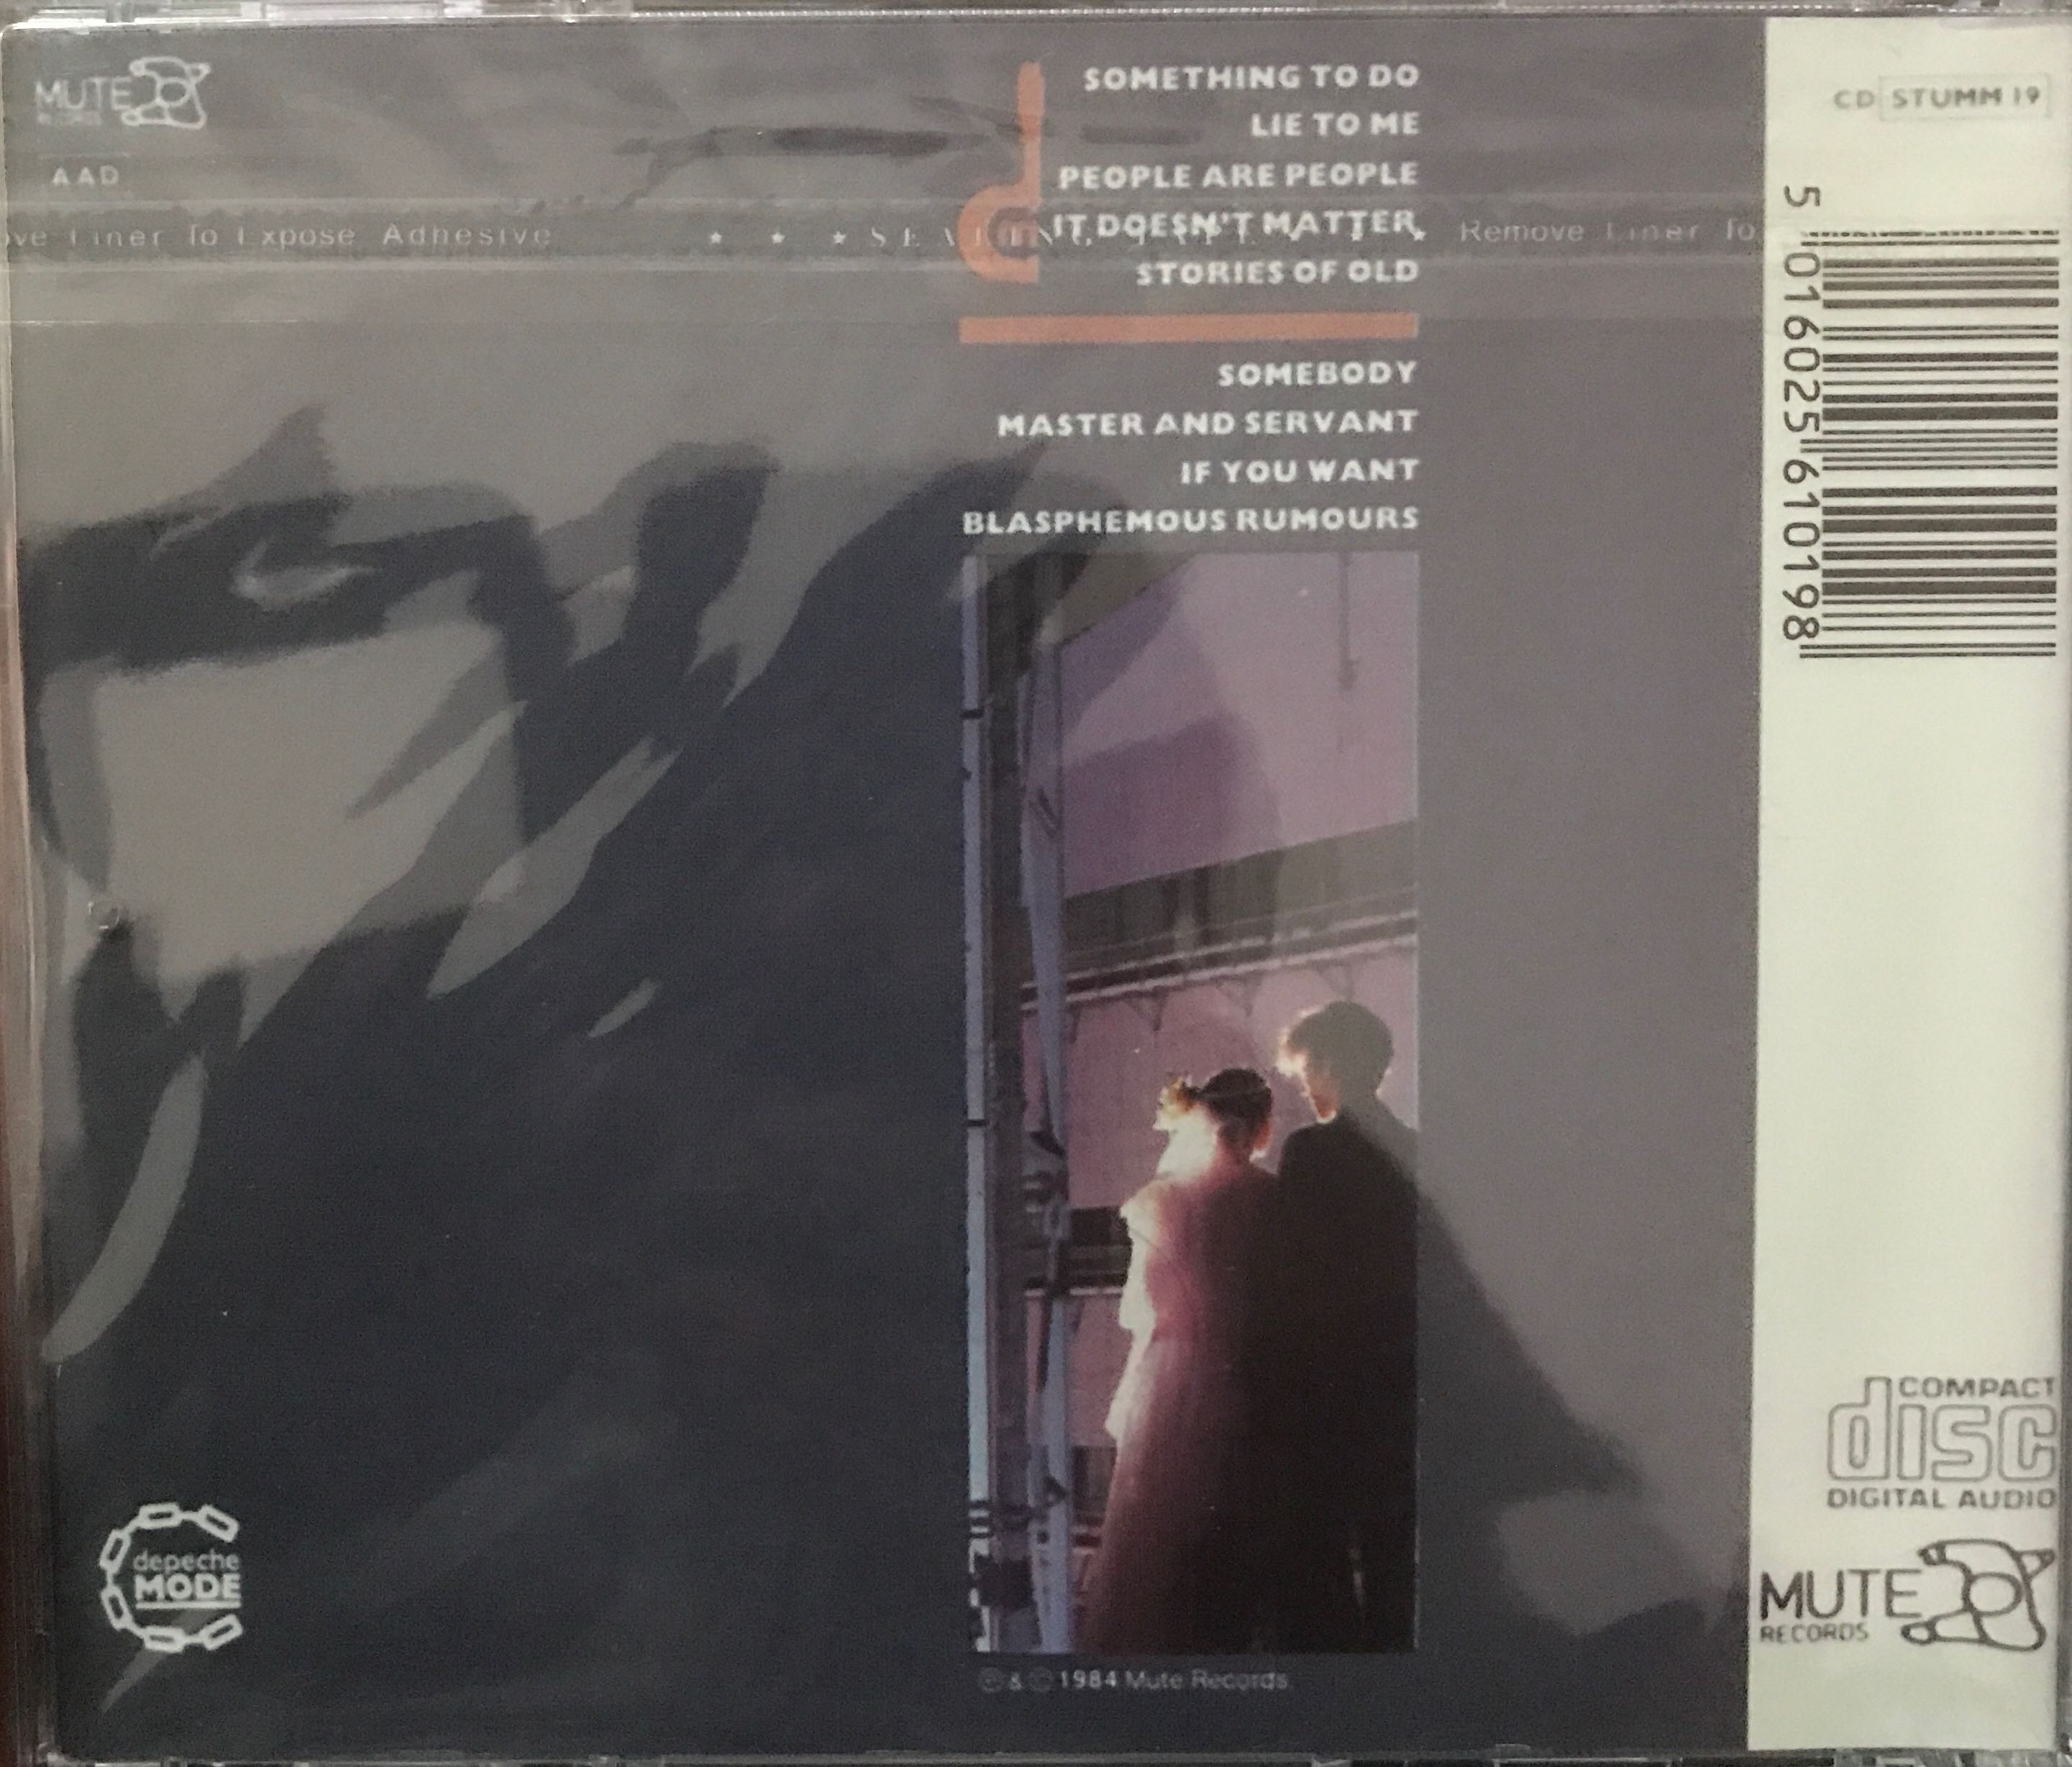 MUTE
RECORDS
AAD
SOMETHING TO DO
LIE TO ME
PEOPLE ARE PEOPLE
IT DOESN'T MATTER
STORIES OF OLD
ve Liner To Expose Adhesive
Remove Liner To
SOMEBODY
MASTER AND SERVANT
IF YOU WANT
BLASPHEMOUS RUMOURS
depeche
MODE
℗ & © 1984 Mute Records
CD STUMM 19
5 016025 610198
COMPACT
disc
DIGITAL AUDIO
MUTE
RECORDS